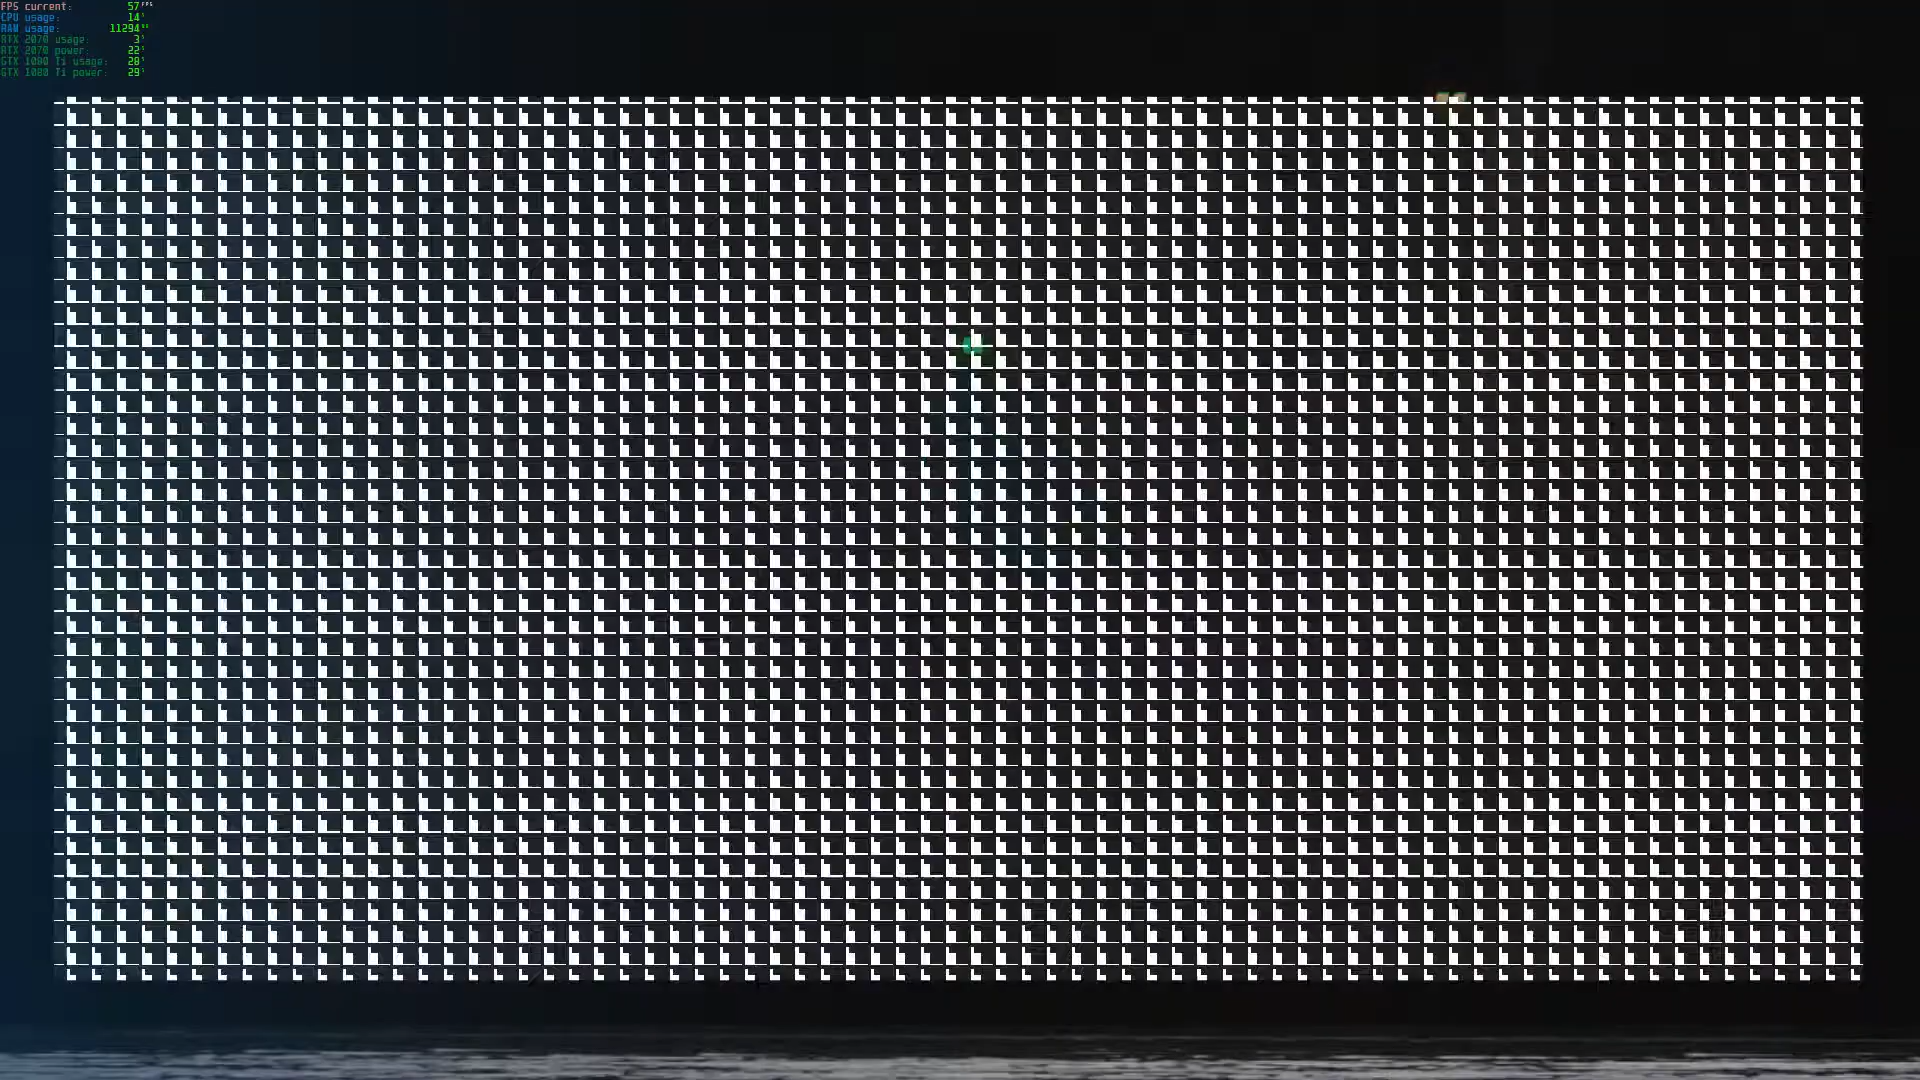 FPS current: 57 FPS
CPU usage: 14
RAM usage: 11294
RTX 2070 usage: 3
RTX 2070 power: 22
GTX 1080 Ti usage: 28
GTX 1080 Ti power: 29